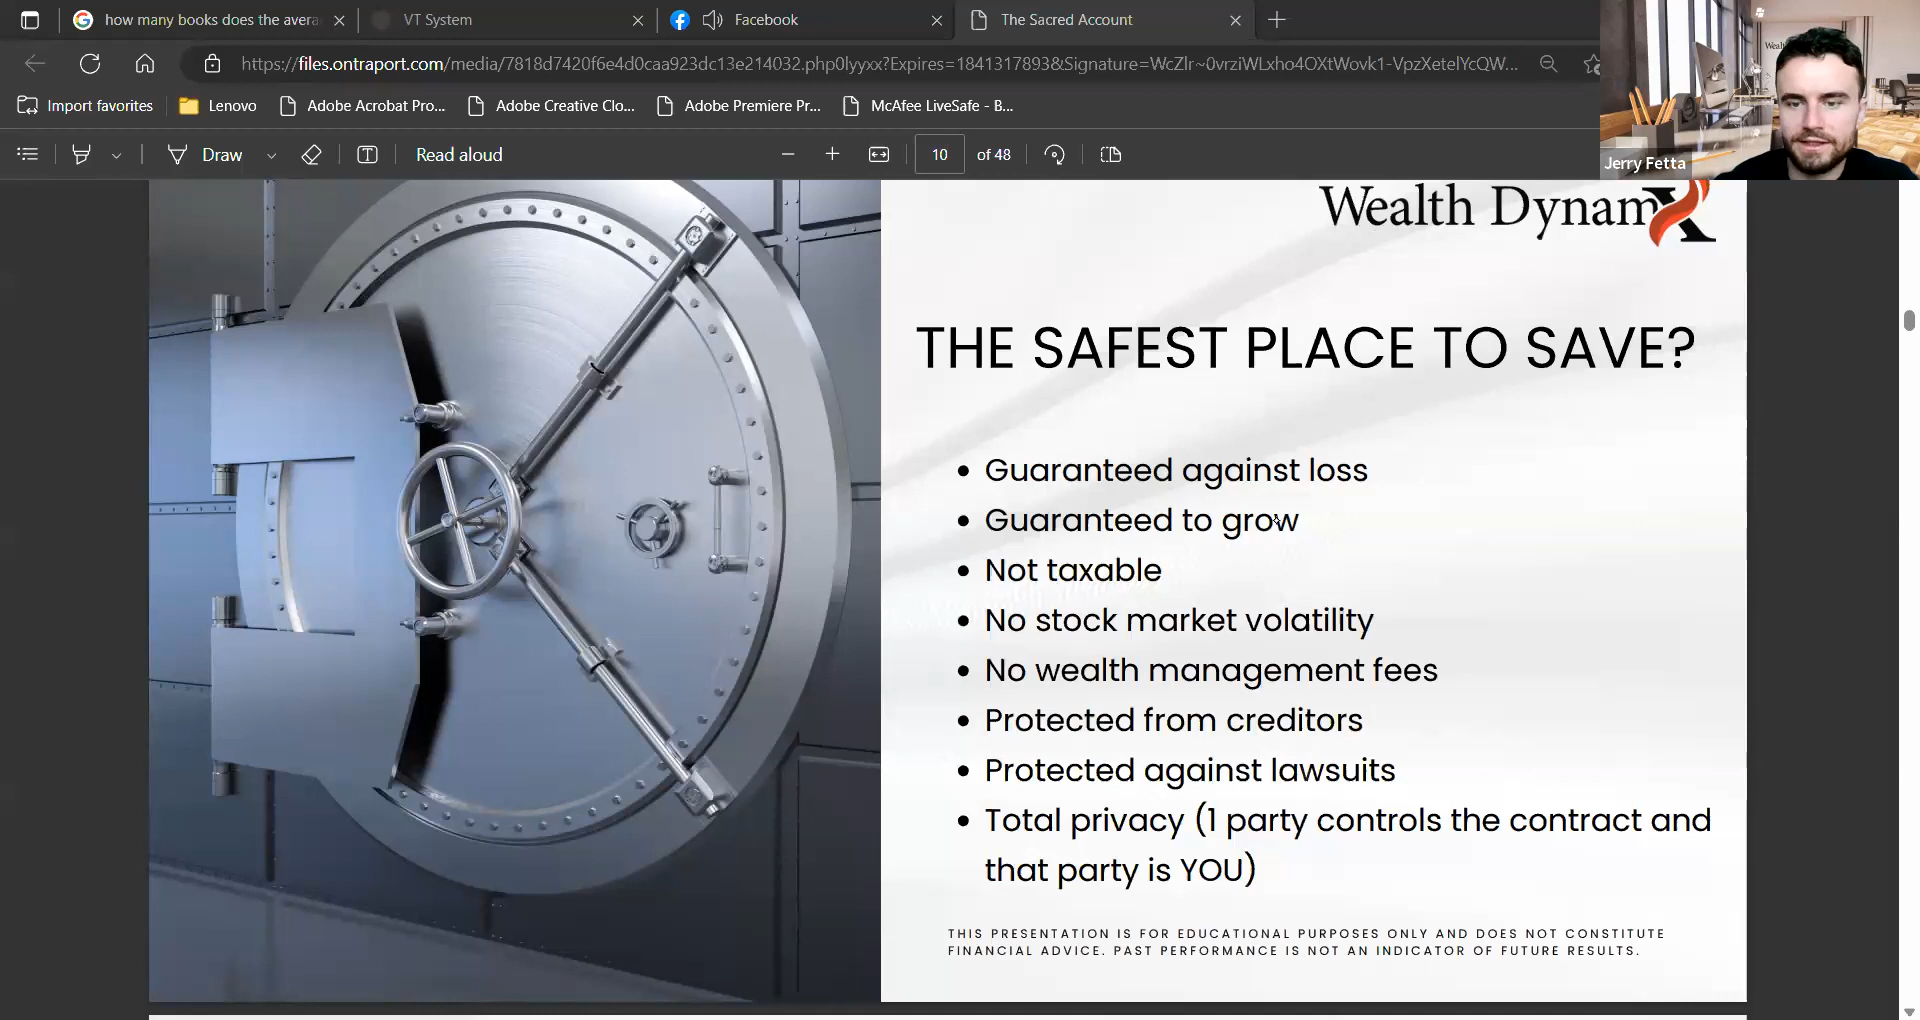 how many books does the avera
VT System
Facebook
The Sacred Account
https://files.ontraport.com/media/7818d7420f6e4d0caa923dc13e214032.php0lyyxx?Expires=1841317893&Signature=WcZlr~0vrziWLxho4OXtWovk1-VpzXetelYcQW...
Import favorites
Lenovo
Adobe Acrobat Pro...
Adobe Creative Clo...
Adobe Premiere Pr...
McAfee LiveSafe - B...
Draw
Read aloud
10 of 48
Jerry Fetta
Wealth DynamX
THE SAFEST PLACE TO SAVE?
• Guaranteed against loss
• Guaranteed to grow
• Not taxable
• No stock market volatility
• No wealth management fees
• Protected from creditors
• Protected against lawsuits
• Total privacy (1 party controls the contract and
that party is YOU)
THIS PRESENTATION IS FOR EDUCATIONAL PURPOSES ONLY AND DOES NOT CONSTITUTE
FINANCIAL ADVICE. PAST PERFORMANCE IS NOT AN INDICATOR OF FUTURE RESULTS.